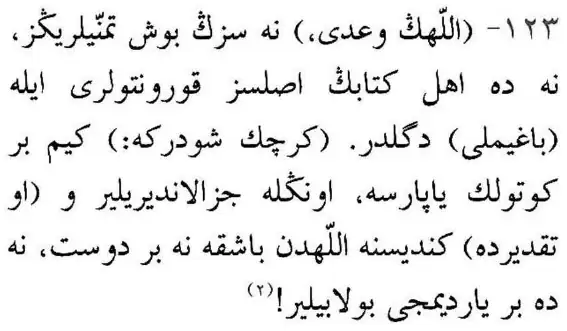 ١٢٣- (اللّٰهڭ وعدی،) نه سزڭ بوش تمنّیلریڭز،
نه ده اهل کتابڭ اصلسز قورونتولری ایله
(باغیملی) دگلدر. (کرچك شودرکه:) کیم بر
کوتولك یاپارسه، اونڭله جزالاندیریلیر و (او
تقدیرده) کندیسنه اللّٰهدن باشقه نه بر دوست، نه
ده بر یاردیمجی بولابیلیر!(٢)